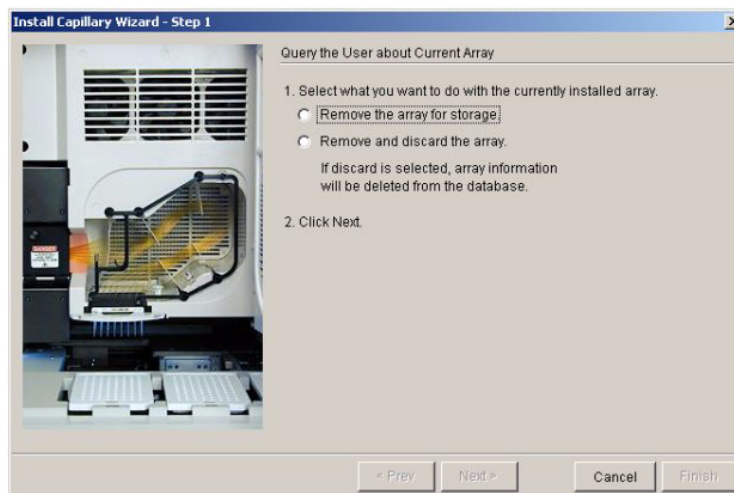 Install Capillary Wizard - Step 1
Query the User about Current Array
1. Select what you want to do with the currently installed array.
Remove the array for storage.
Remove and discard the array.
If discard is selected, array information
will be deleted from the database.
2. Click Next.
DANGER
< Prev Next > Cancel Finish